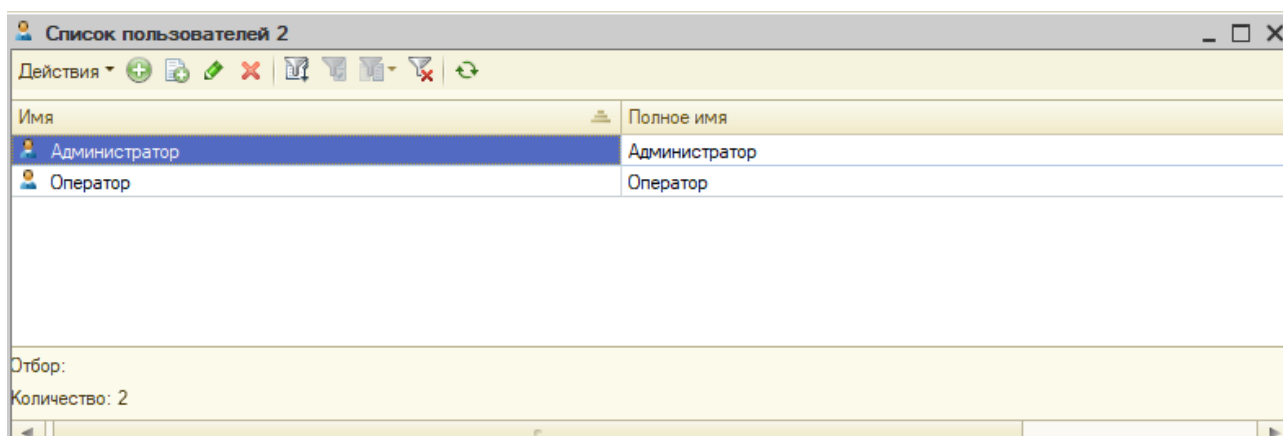 Список пользователей 2
Действия
Имя Полное имя
Администратор Администратор
Оператор Оператор
Отбор:
Количество: 2